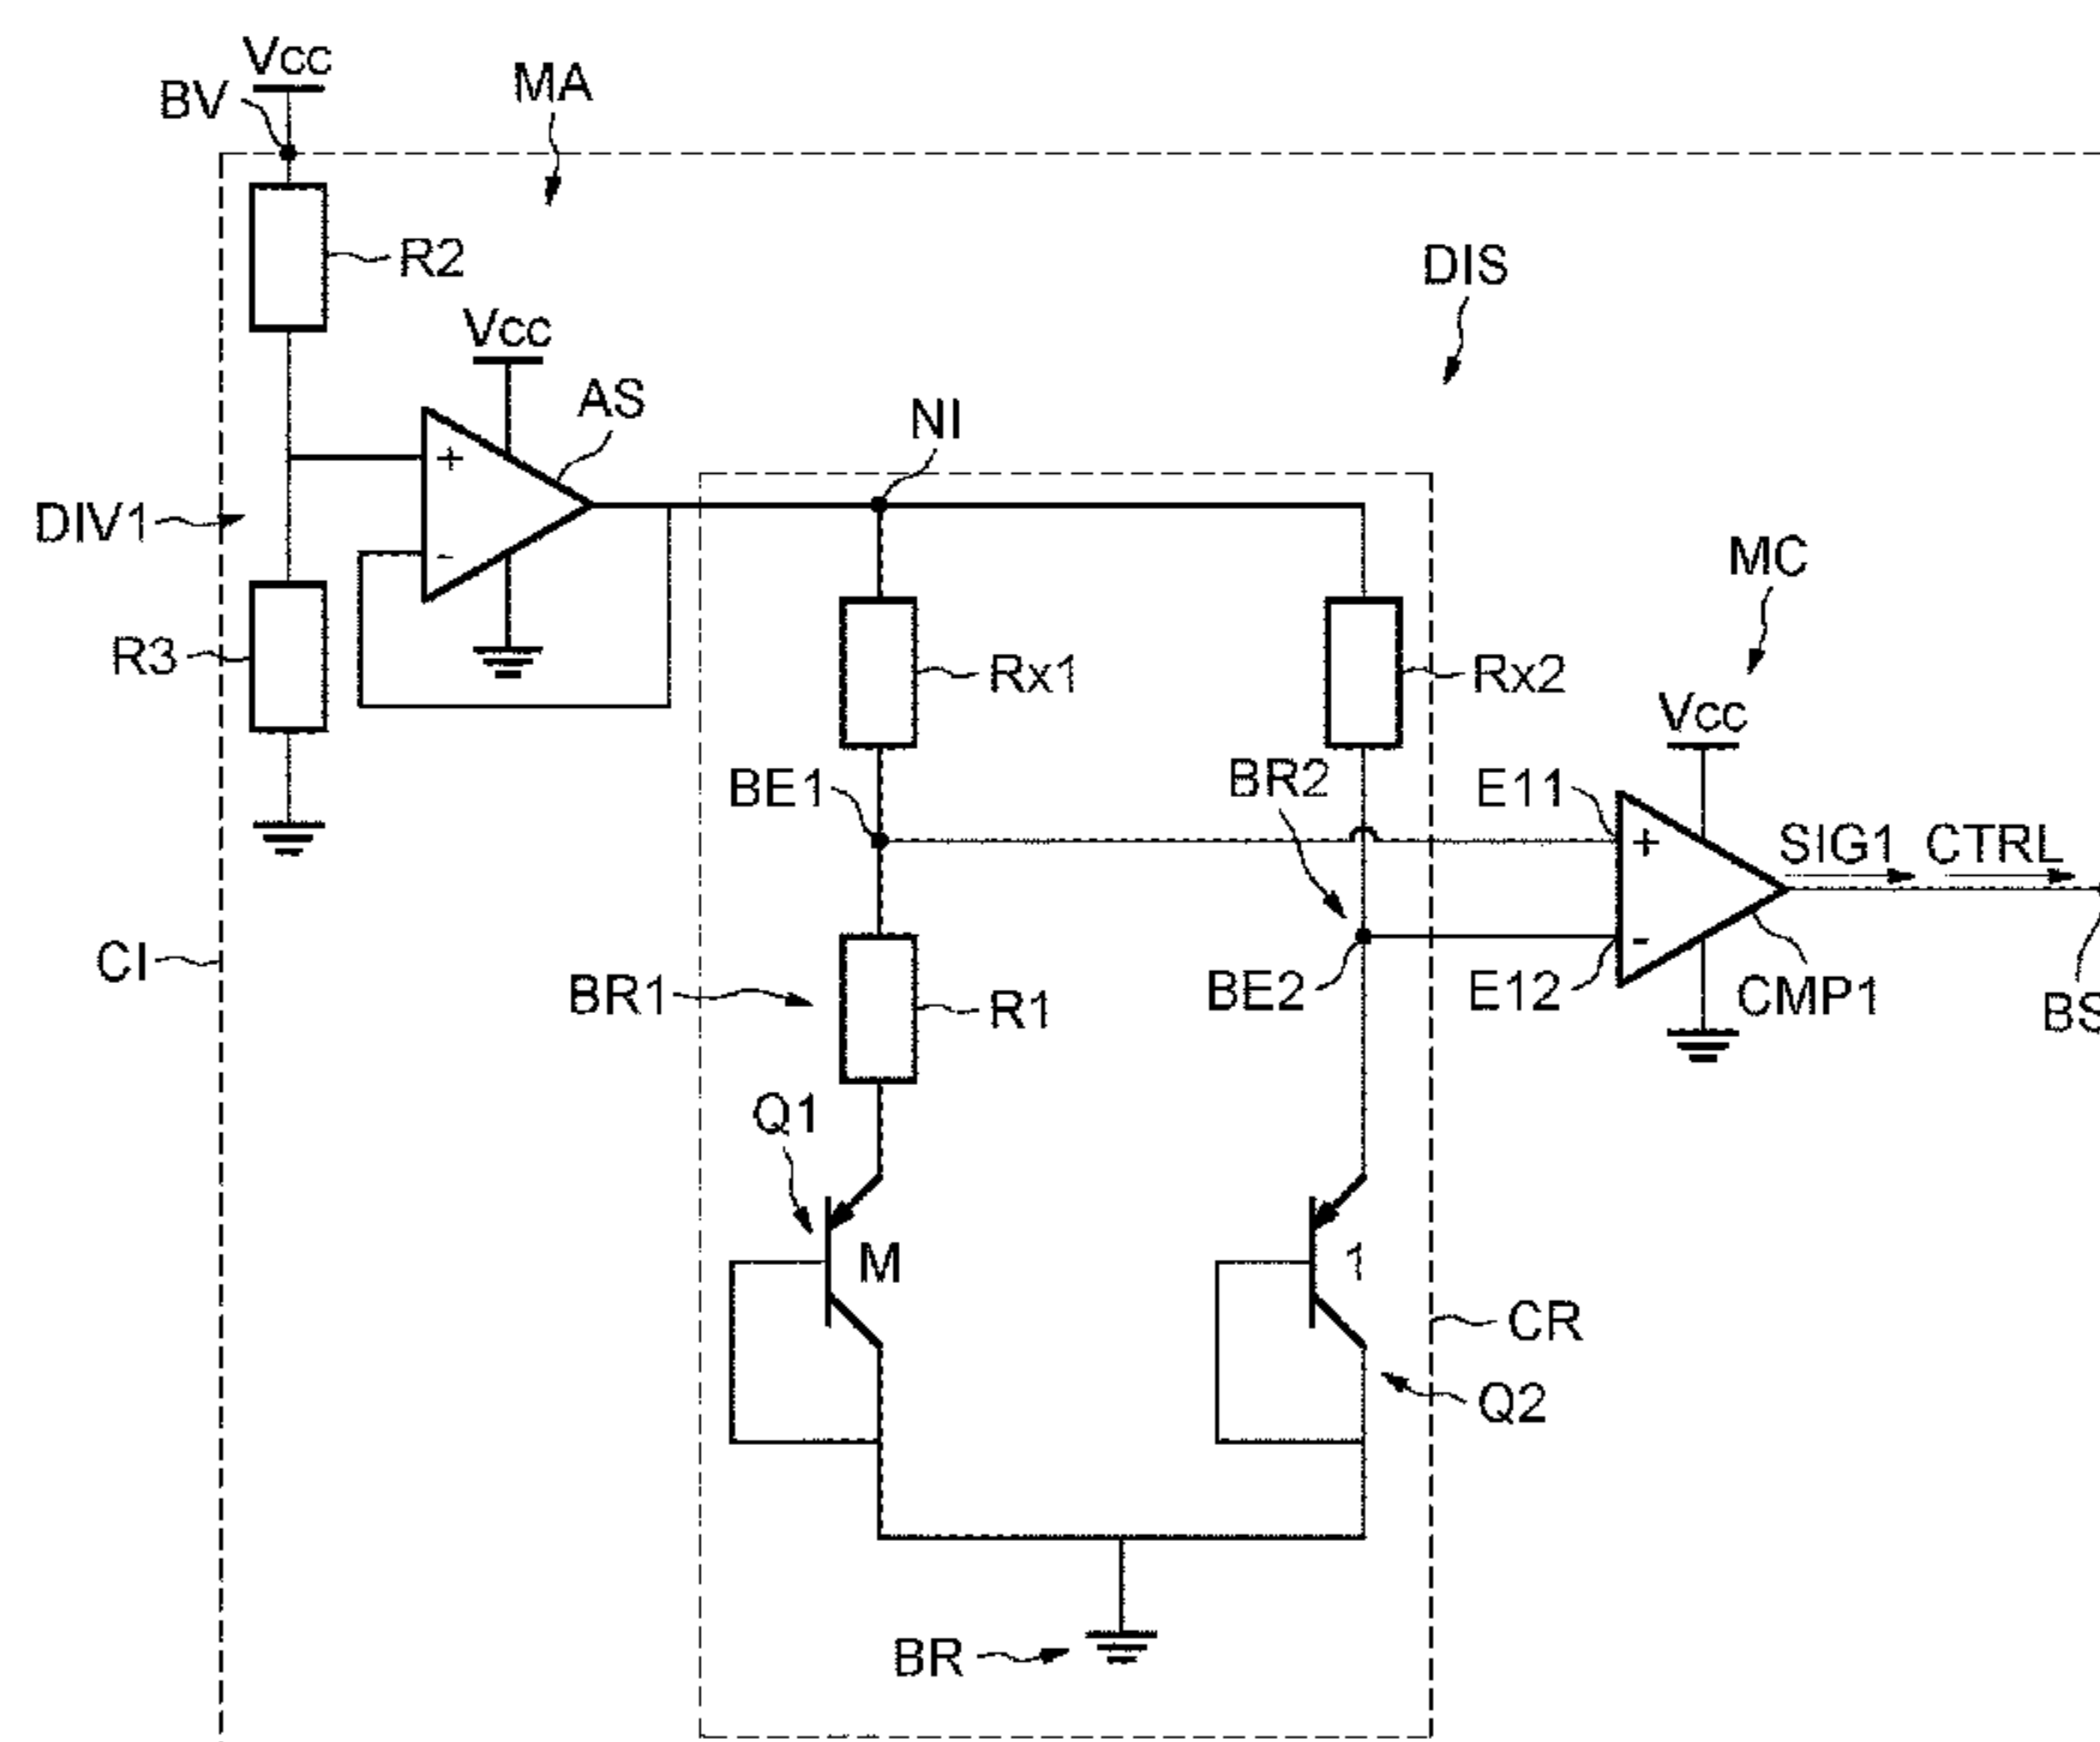 Vcc
BV
MA
R2
DIS
Vcc
AS
NI
+
DIV1
-
MC
R3
Rx1
Rx2
Vcc
BE1
BR2
E11
+
SIG1 CTRL
CI
-
BR1
R1
BE2
E12
CMP1
BS
Q1
M
1
CR
Q2
BR